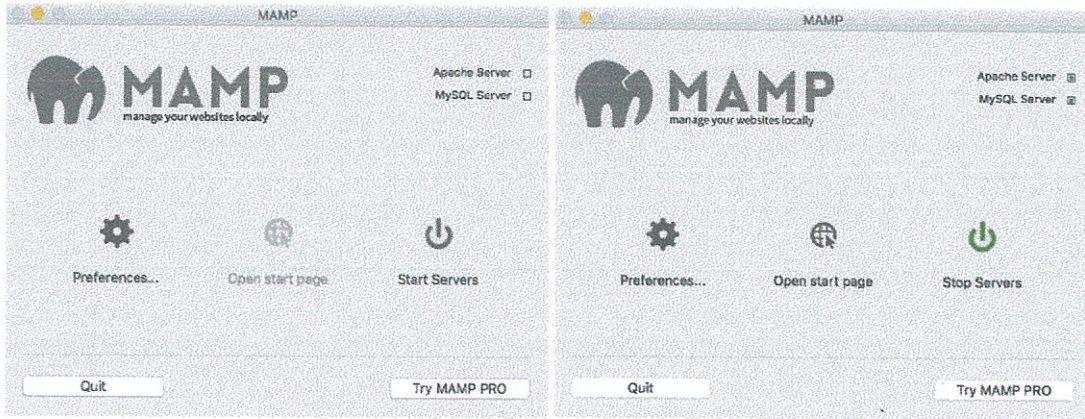 MAMP
MAMP
manage your websites locally
Apache Server
MySQL Server
Preferences...
Open start page
Start Servers
Quit
Try MAMP PRO
MAMP
MAMP
manage your websites locally
Apache Server
MySQL Server
Preferences...
Open start page
Stop Servers
Quit
Try MAMP PRO